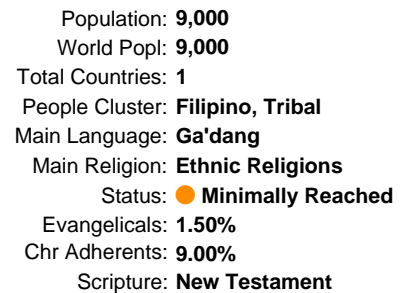 Population: 9,000
World Popl: 9,000
Total Countries: 1
People Cluster: Filipino, Tribal
Main Language: Ga'dang
Main Religion: Ethnic Religions
Status: Minimally Reached
Evangelicals: 1.50%
Chr Adherents: 9.00%
Scripture: New Testament